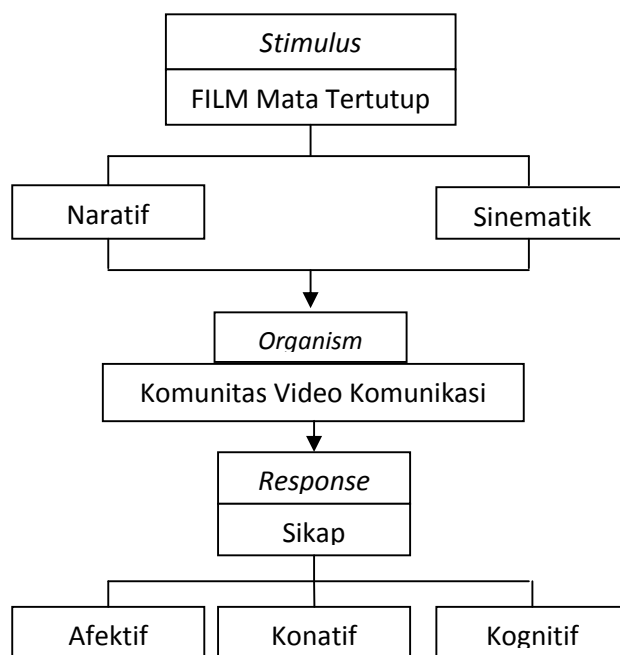 Stimulus
FILM Mata Tertutup
Naratif
Sinematik
Organism
Komunitas Video Komunikasi
Response
Sikap
Afektif
Konatif
Kognitif